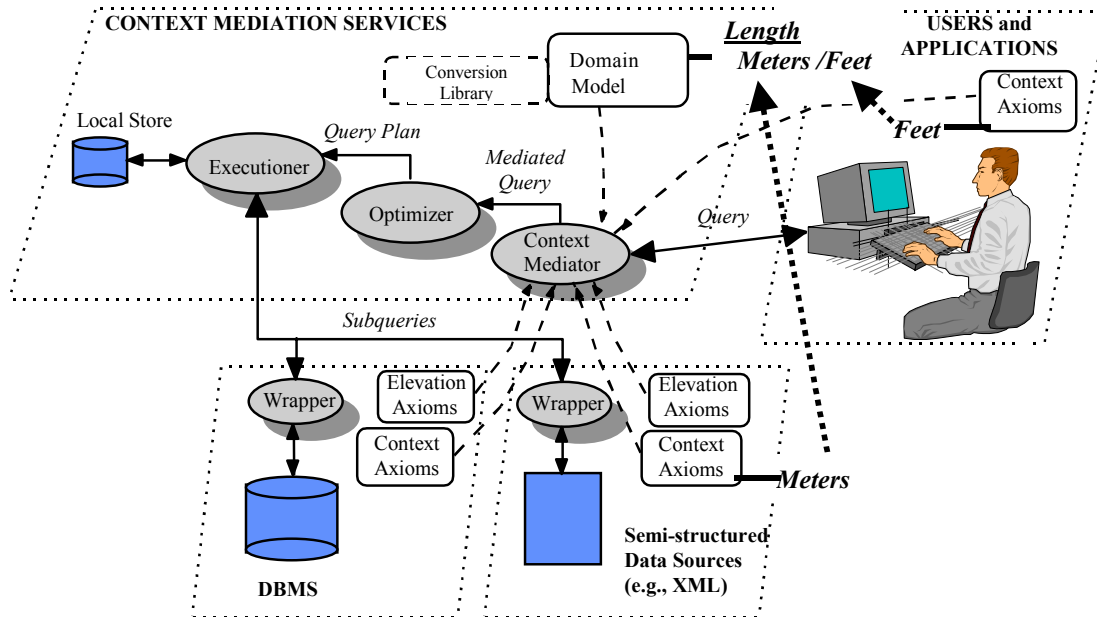 CONTEXT MEDIATION SERVICES
USERS and
APPLICATIONS
Length
Meters /Feet
Domain
Model
Conversion
Library
Context
Axioms
Feet
Local Store
Query Plan
Executioner
Mediated
Query
Optimizer
Query
Context
Mediator
Subqueries
Wrapper
Elevation
Axioms
Context
Axioms
DBMS
Wrapper
Elevation
Axioms
Context
Axioms
Meters
Semi-structured
Data Sources
(e.g., XML)